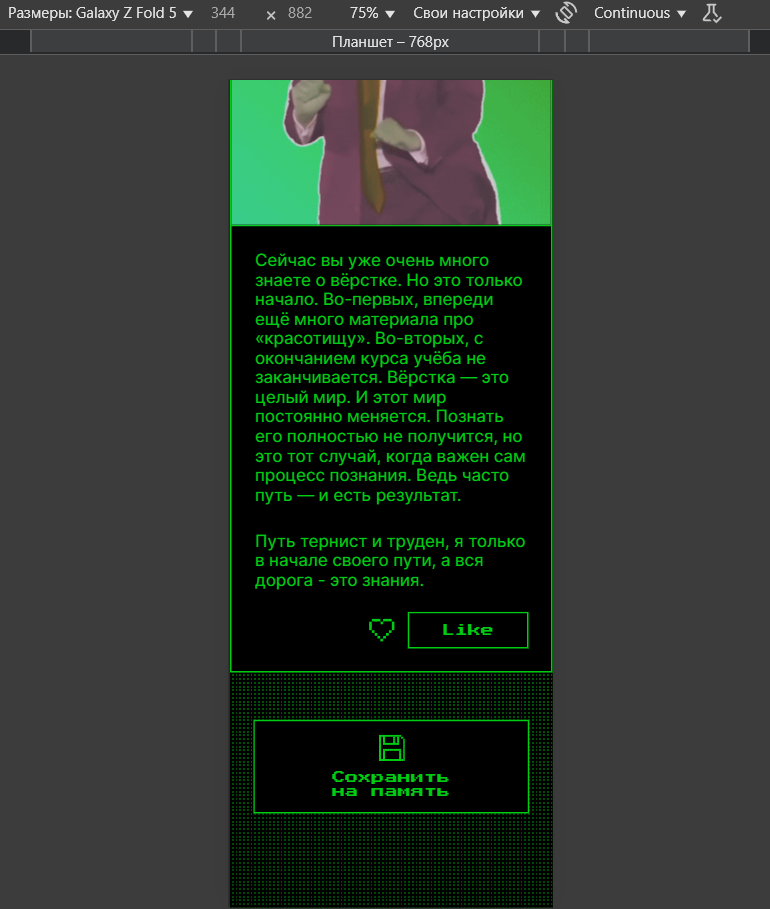 Размеры: Galaxy Z Fold 5 ▼ 344 × 882 75% ▼ Свои настройки ▼ Continuous ▼
Планшет – 768px
Сейчас вы уже очень много
знаете о вёрстке. Но это только
начало. Во-первых, впереди
ещё много материала про
«красотищу». Во-вторых, с
окончанием курса учёба не
заканчивается. Вёрстка — это
целый мир. И этот мир
постоянно меняется. Познать
его полностью не получится, но
это тот случай, когда важен сам
процесс познания. Ведь часто
путь — и есть результат.
Путь тернист и труден, я только
в начале своего пути, а вся
дорога - это знания.
Like
Сохранить
на память